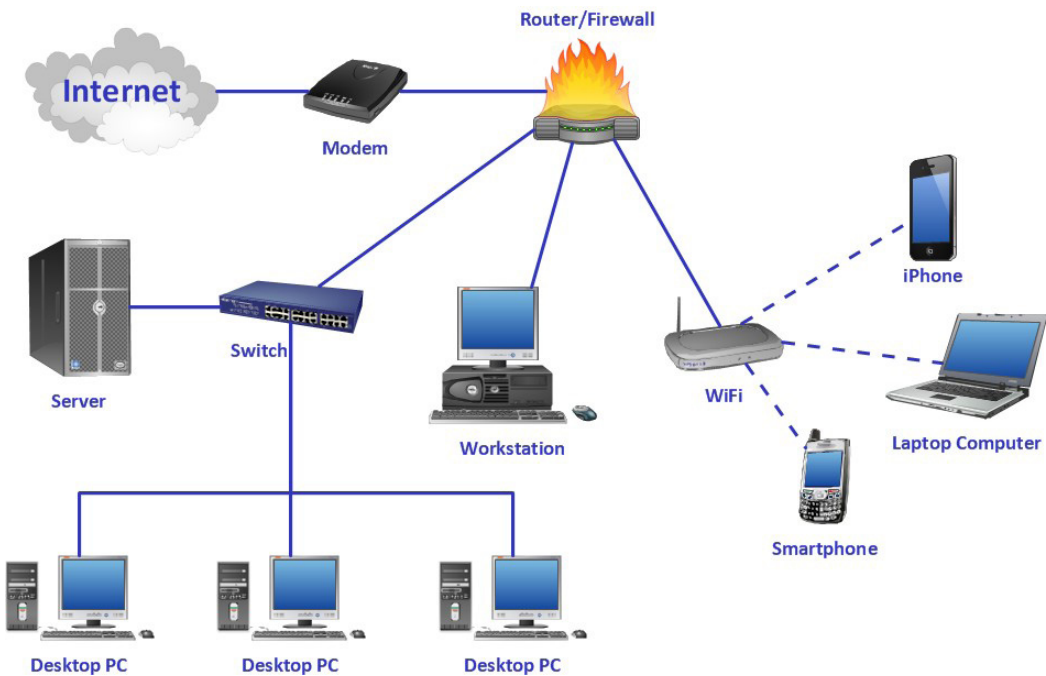 Router/Firewall
Internet
Modem
iPhone
Switch
Server
WiFi
Workstation
Laptop Computer
Smartphone
Desktop PC
Desktop PC
Desktop PC